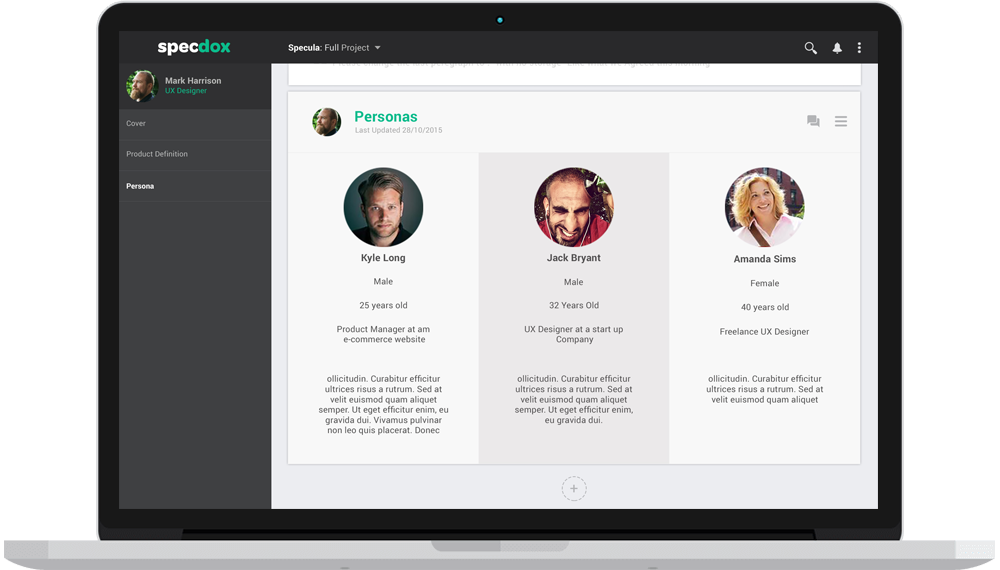 specdox
Specula: Full Project
Mark Harrison
UX Designer
Cover
Product Definition
Persona
Personas
Last Updated 28/10/2015
Kyle Long
Male
25 years old
Product Manager at am
e-commerce website
ollicitudin. Curabitur efficitur
ultrices risus a rutrum. Sed at
velit euismod quam aliquet
semper. Ut eget efficitur enim, eu
gravida dui. Vivamus pulvinar
non leo quis placerat. Donec
Jack Bryant
Male
32 Years Old
UX Designer at a start up
Company
ollicitudin. Curabitur efficitur
ultrices risus a rutrum. Sed at
velit euismod quam aliquet
semper. Ut eget efficitur enim,
eu gravida dui.
Amanda Sims
Female
40 years old
Freelance UX Designer
ollicitudin. Curabitur efficitur
ultrices risus a rutrum. Sed at
velit euismod quam aliquet